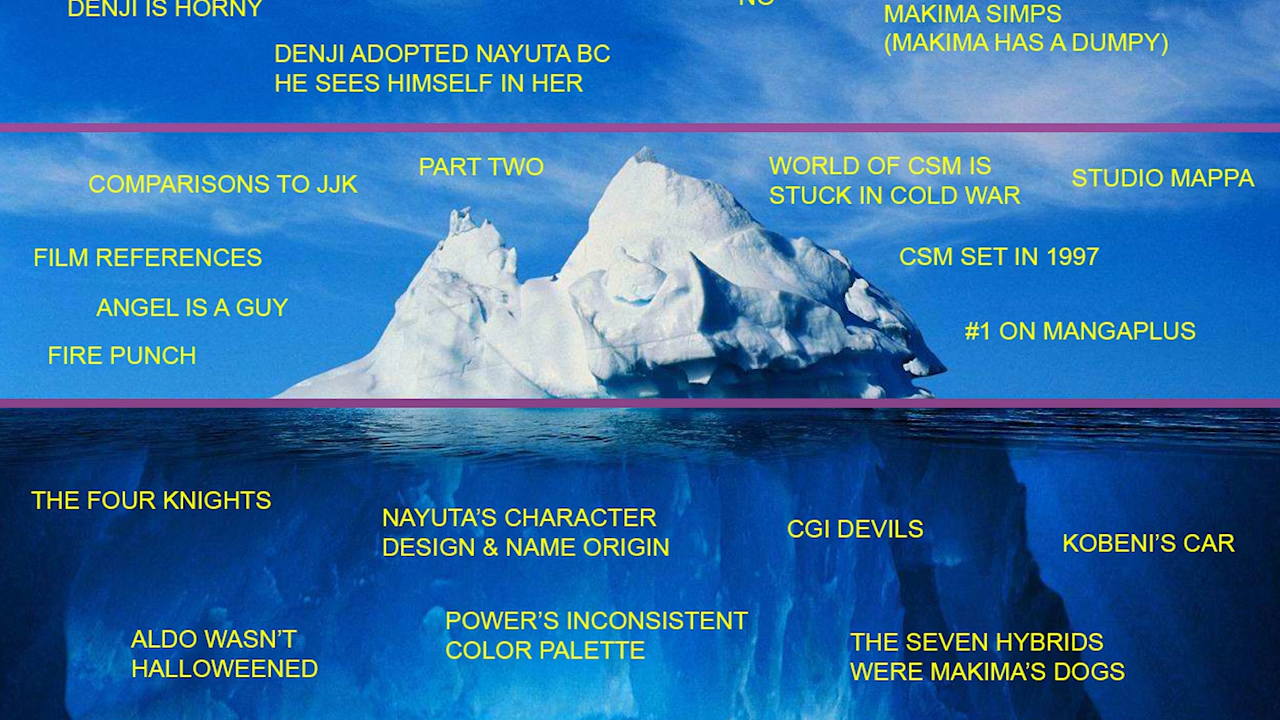 DENJI IS HORNY
NO
MAKIMA SIMPS
(MAKIMA HAS A DUMPY)
DENJI ADOPTED NAYUTA BC
HE SEES HIMSELF IN HER
COMPARISONS TO JJK
PART TWO
WORLD OF CSM IS
STUCK IN COLD WAR
STUDIO MAPPA
FILM REFERENCES
CSM SET IN 1997
ANGEL IS A GUY
#1 ON MANGAPLUS
FIRE PUNCH
THE FOUR KNIGHTS
NAYUTA’S CHARACTER
DESIGN & NAME ORIGIN
CGI DEVILS
KOBENI’S CAR
ALDO WASN’T
HALLOWEENED
POWER’S INCONSISTENT
COLOR PALETTE
THE SEVEN HYBRIDS
WERE MAKIMA’S DOGS